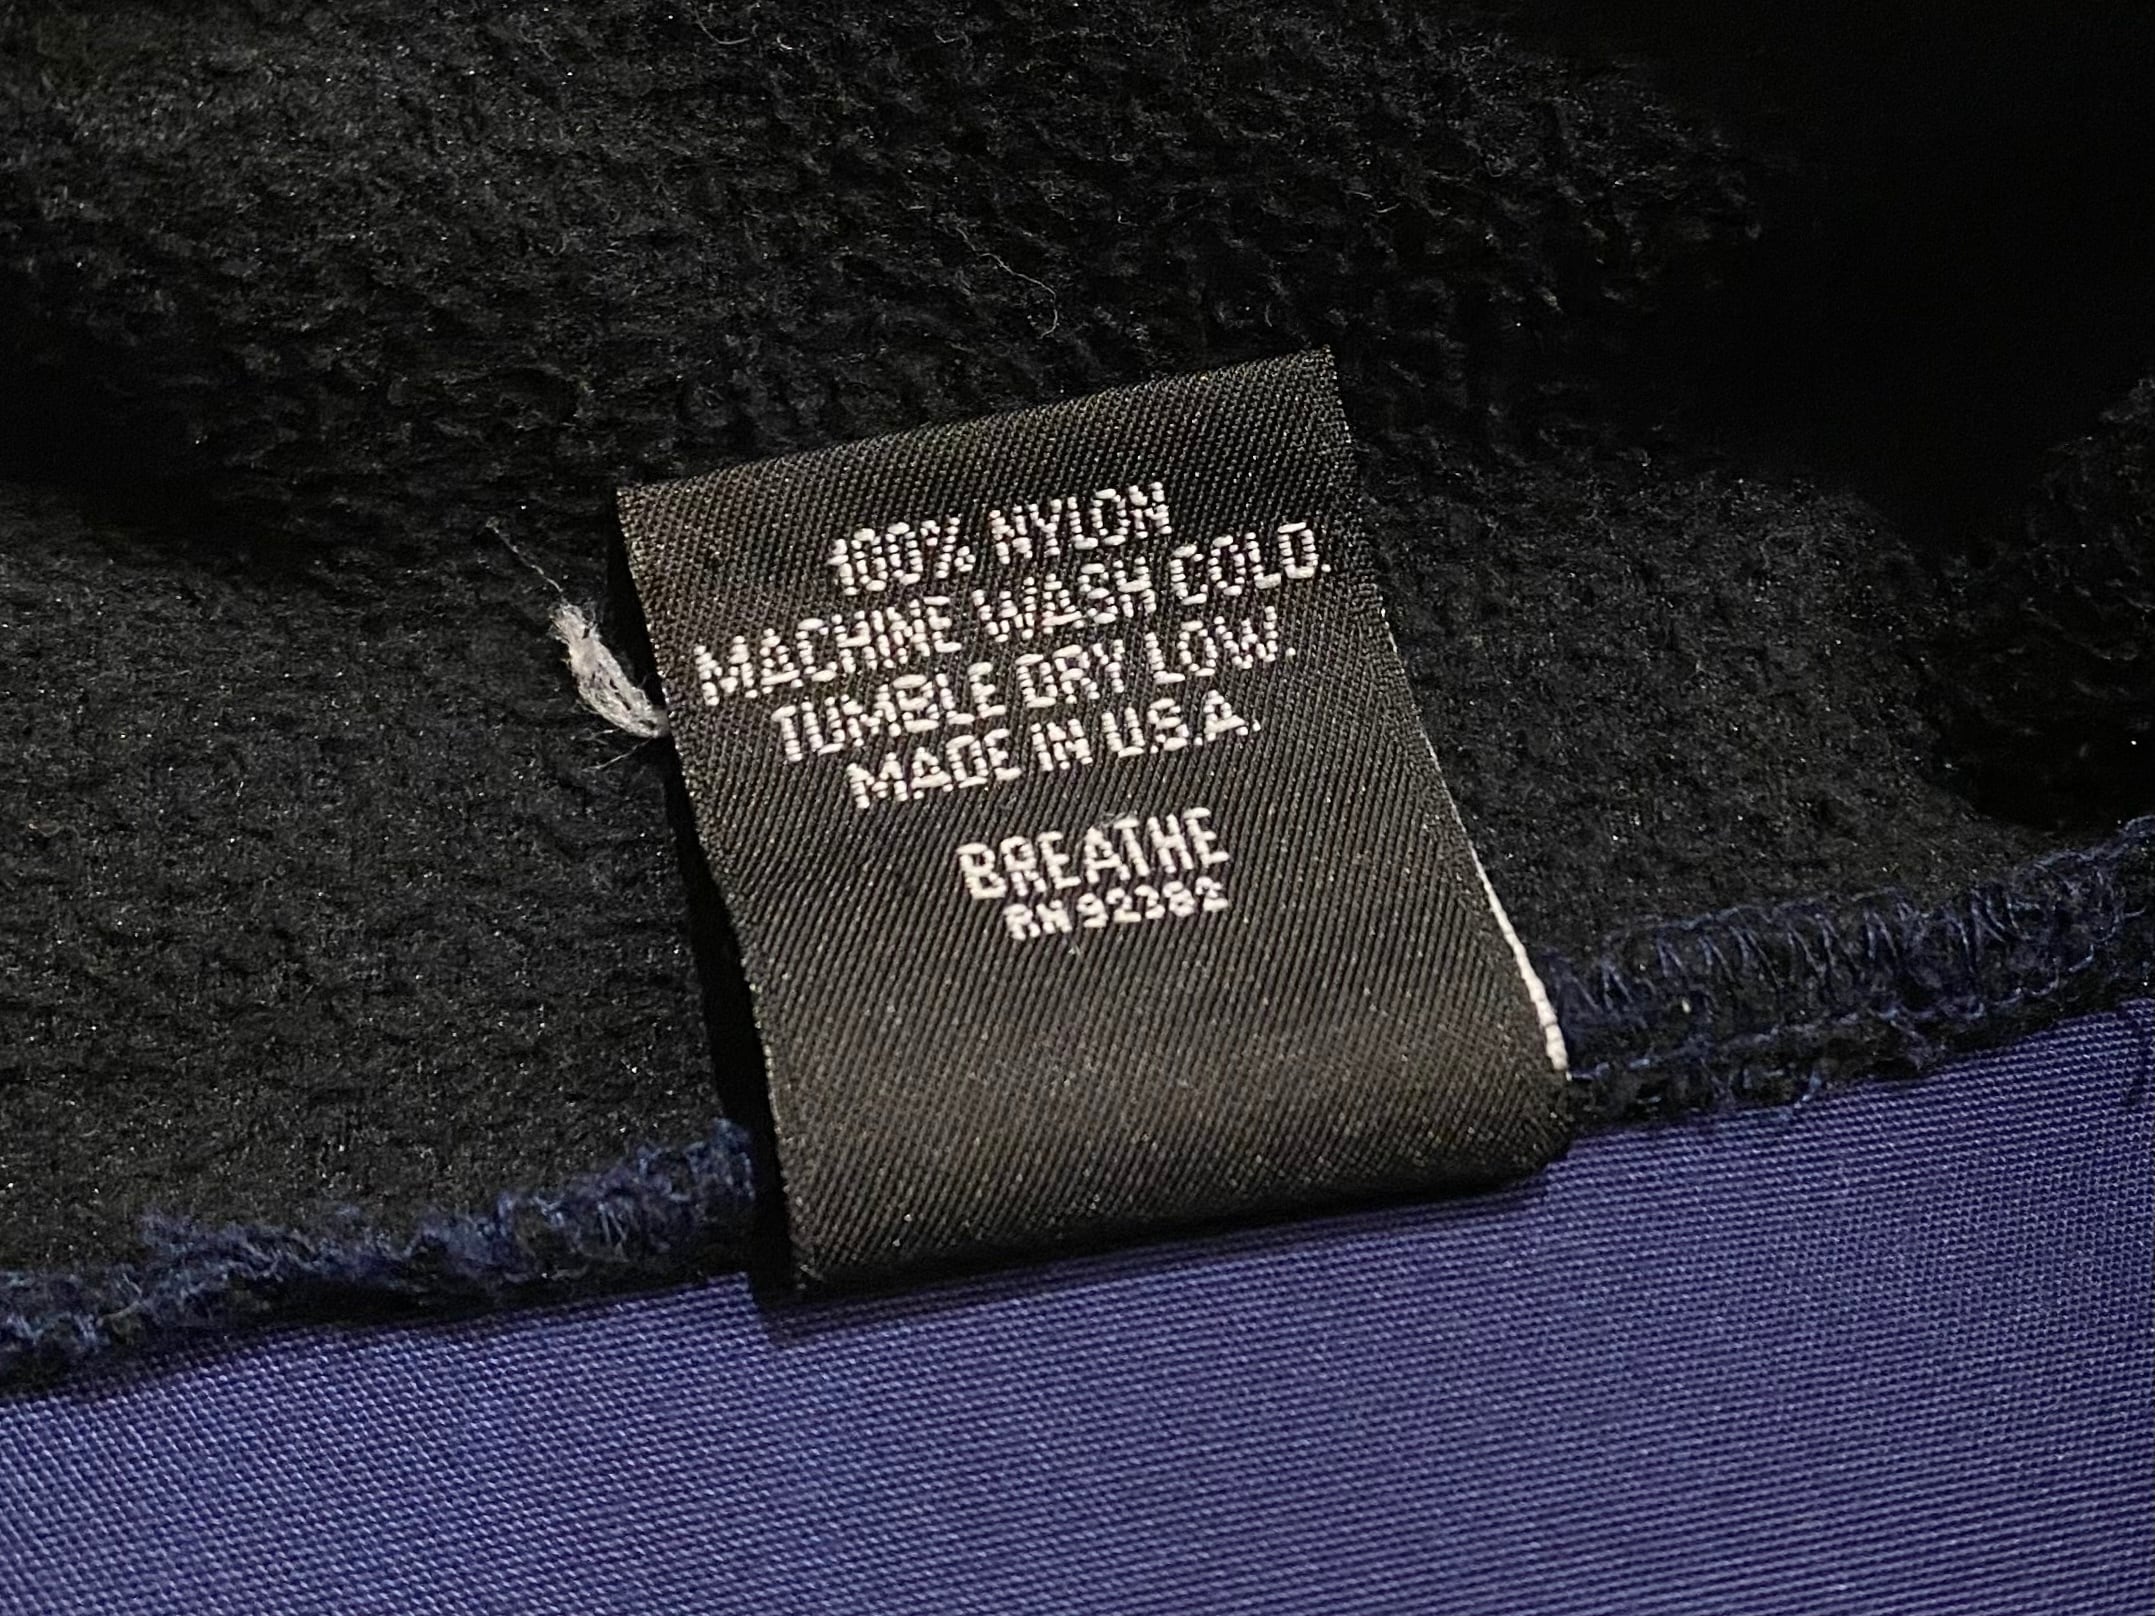 100% NYLON
MACHINE WASH COLD.
TUMBLE DRY LOW.
MADE IN U.S.A.
BREATHE
RN 92382